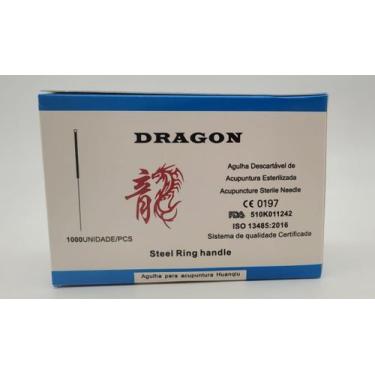 DRAGON
龍
Agulha Descartável de
Acupuntura Esterilizada
Acupuncture Sterile Needle
CE 0197
FDA 510K011242
ISO 13485:2016
Sistema de qualidade Certificada
1000UNIDADE/PCS
Steel Ring handle
Agulha para acupuntura Huanqiu